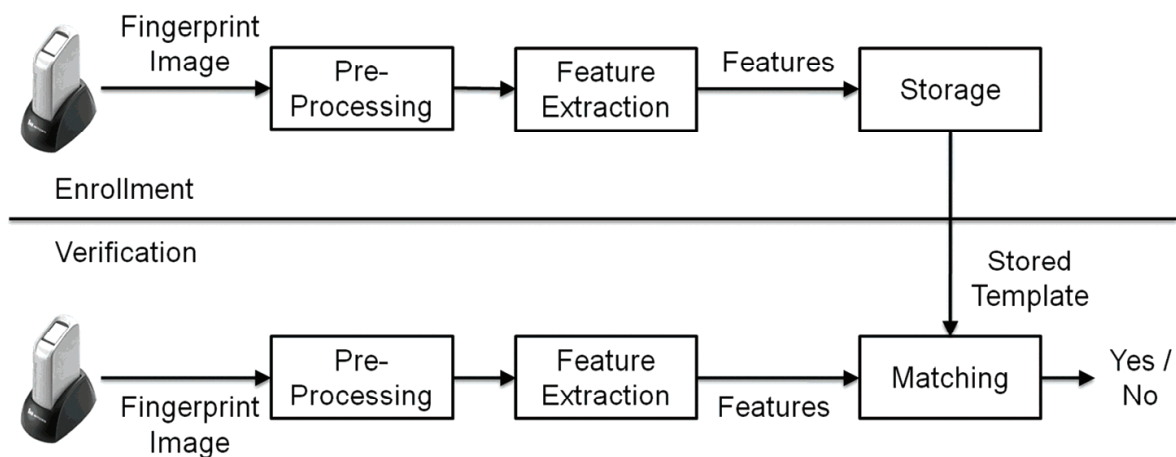 Fingerprint
Image
Pre-
Processing
Feature
Extraction
Features
Storage
Enrollment
Verification
Stored
Template
Fingerprint
Image
Pre-
Processing
Feature
Extraction
Features
Matching
Yes /
No